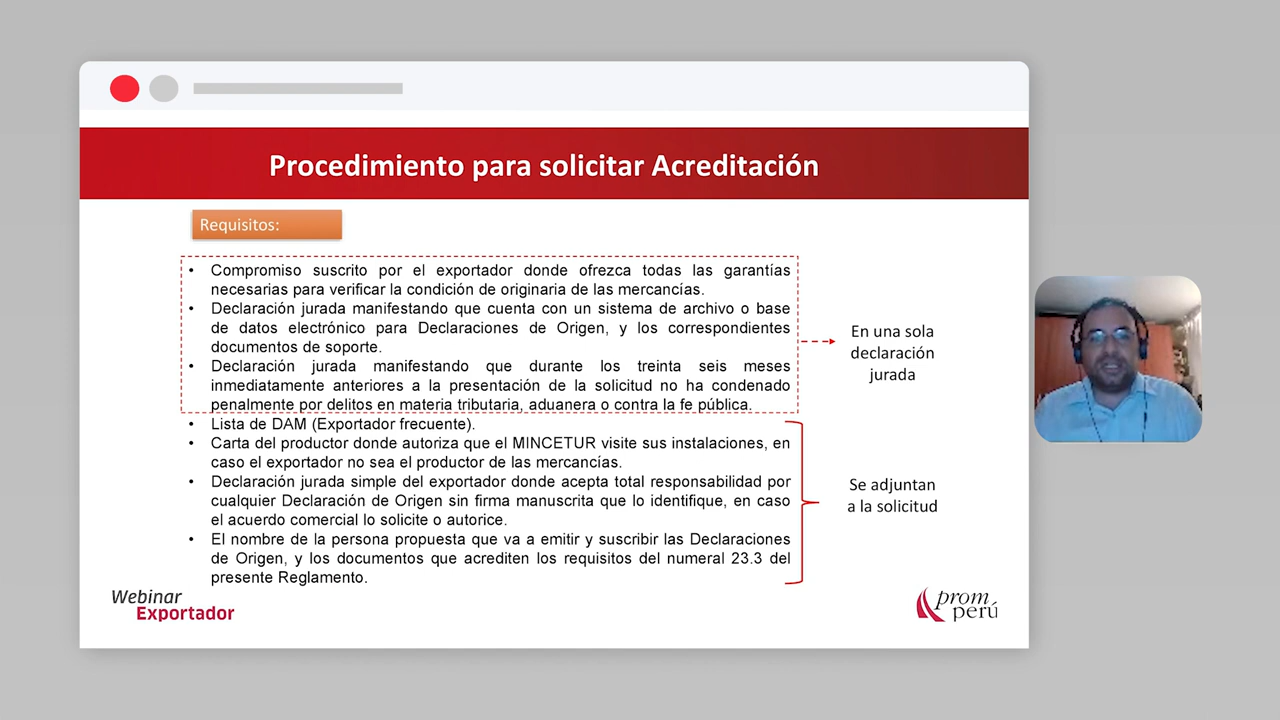 Procedimiento para solicitar Acreditación
Requisitos:
• Compromiso suscrito por el exportador donde ofrezca todas las garantías
necesarias para verificar la condición de originaria de las mercancías.
• Declaración jurada manifestando que cuenta con un sistema de archivo o base
de datos electrónico para Declaraciones de Origen, y los correspondientes
documentos de soporte.
• Declaración jurada manifestando que durante los treinta seis meses
inmediatamente anteriores a la presentación de la solicitud no ha condenado
penalmente por delitos en materia tributaria, aduanera o contra la fe pública.
En una sola
declaración
jurada
• Lista de DAM (Exportador frecuente).
• Carta del productor donde autoriza que el MINCETUR visite sus instalaciones, en
caso el exportador no sea el productor de las mercancías.
• Declaración jurada simple del exportador donde acepta total responsabilidad por
cualquier Declaración de Origen sin firma manuscrita que lo identifique, en caso
el acuerdo comercial lo solicite o autorice.
• El nombre de la persona propuesta que va a emitir y suscribir las Declaraciones
de Origen, y los documentos que acrediten los requisitos del numeral 23.3 del
presente Reglamento.
Se adjuntan
a la solicitud
Webinar
Exportador
prom
perú